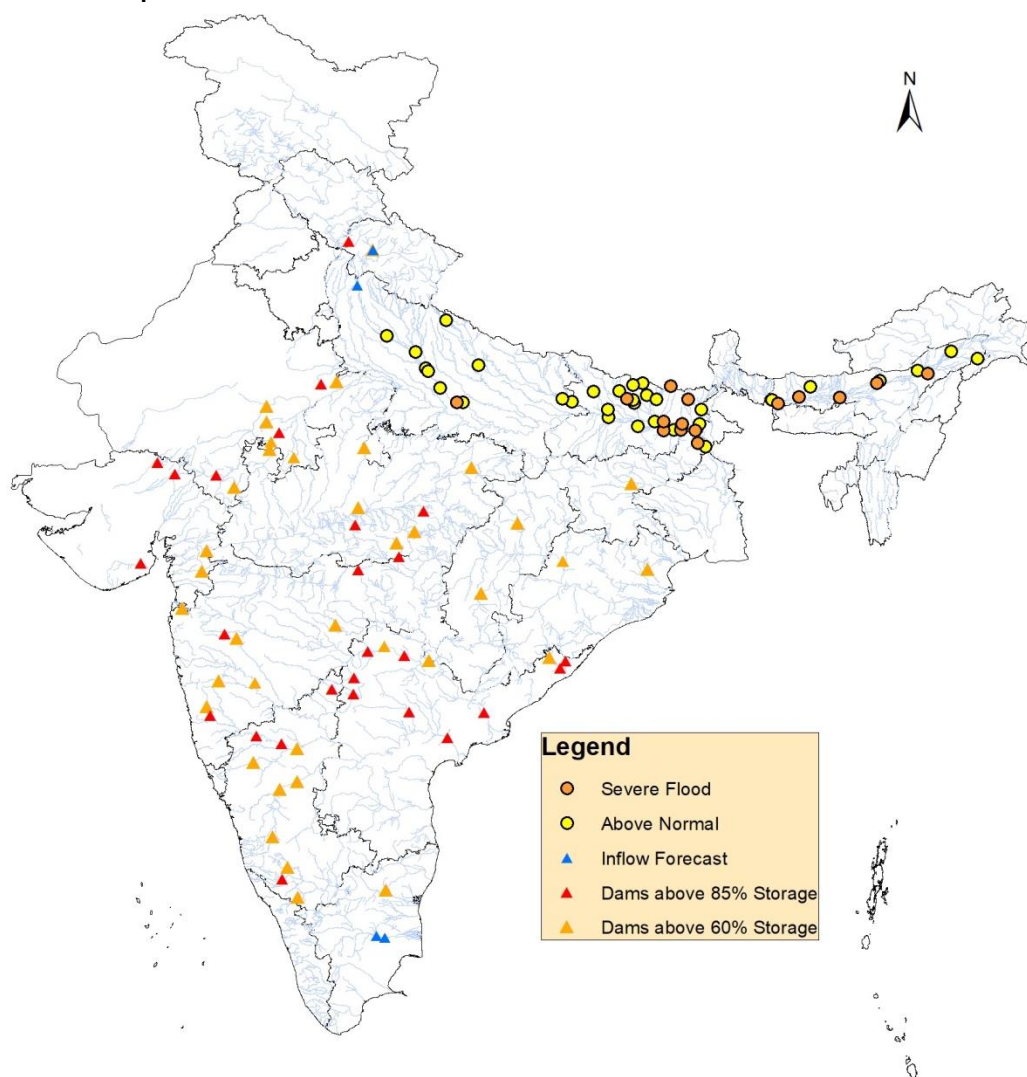 N
Legend
Severe Flood
Above Normal
Inflow Forecast
Dams above 85% Storage
Dams above 60% Storage